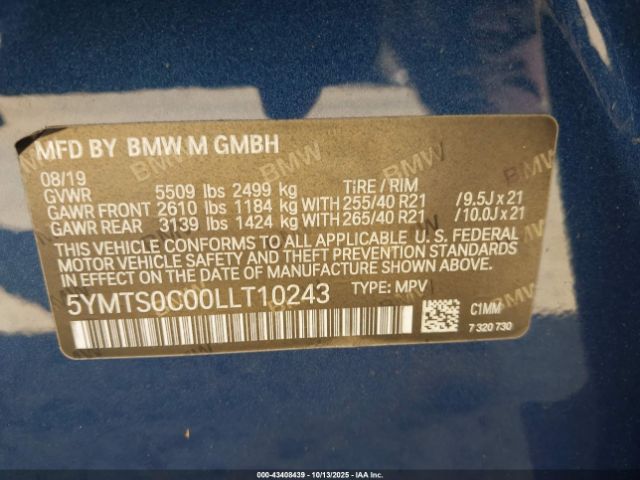 MFD BY BMW M GMBH
08/19
GVWR 5509 lbs 2499 kg TiRE / RIM
GAWR FRONT 2610 lbs 1184 kg WITH 255/40 R21 /9.5J x 21
GAWR REAR 3139 lbs 1424 kg WITH 265/40 R21 /10.0J x 21
THIS VEHICLE CONFORMS TO ALL APPLICABLE U. S. FEDERAL
MOTOR VEHICLE SAFETY AND THEFT PREVENTION STANDARDS
IN EFFECT ON THE DATE OF MANUFACTURE SHOWN ABOVE.
5YMTS0C00LLT10243 TYPE: MPV
C1MM
7 320 730
000-43408439 | 10/13/2025 | IAA Inc. | Copart